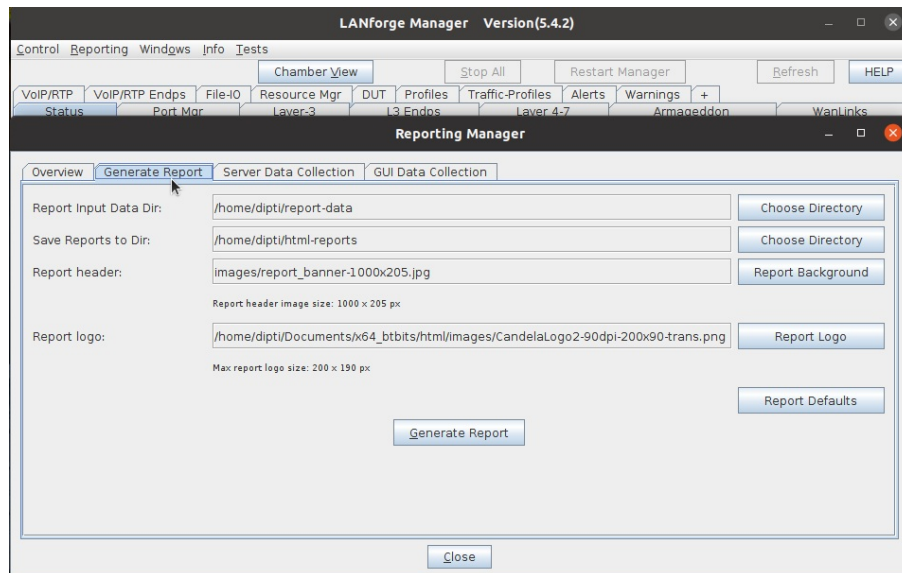 LANforge Manager Version(5.4.2)
Control Reporting Windows Info Tests
Chamber View Stop All Restart Manager Refresh HELP
VoIP/RTP VoIP/RTP Endps File-IO Resource Mgr DUT Profiles Traffic-Profiles Alerts Warnings +
Status Port Mgr Layer-3 L3 Endps Layer 4-7 Armageddon WanLinks
Reporting Manager
Overview Generate Report Server Data Collection GUI Data Collection
Report Input Data Dir: /home/dipti/report-data Choose Directory
Save Reports to Dir: /home/dipti/html-reports Choose Directory
Report header: images/report_banner-1000x205.jpg Report Background
Report header image size: 1000 x 205 px
Report logo: /home/dipti/Documents/x64_btbits/html/images/CandelaLogo2-90dpi-200x90-trans.png Report Logo
Max report logo size: 200 x 190 px
Report Defaults
Generate Report
Close